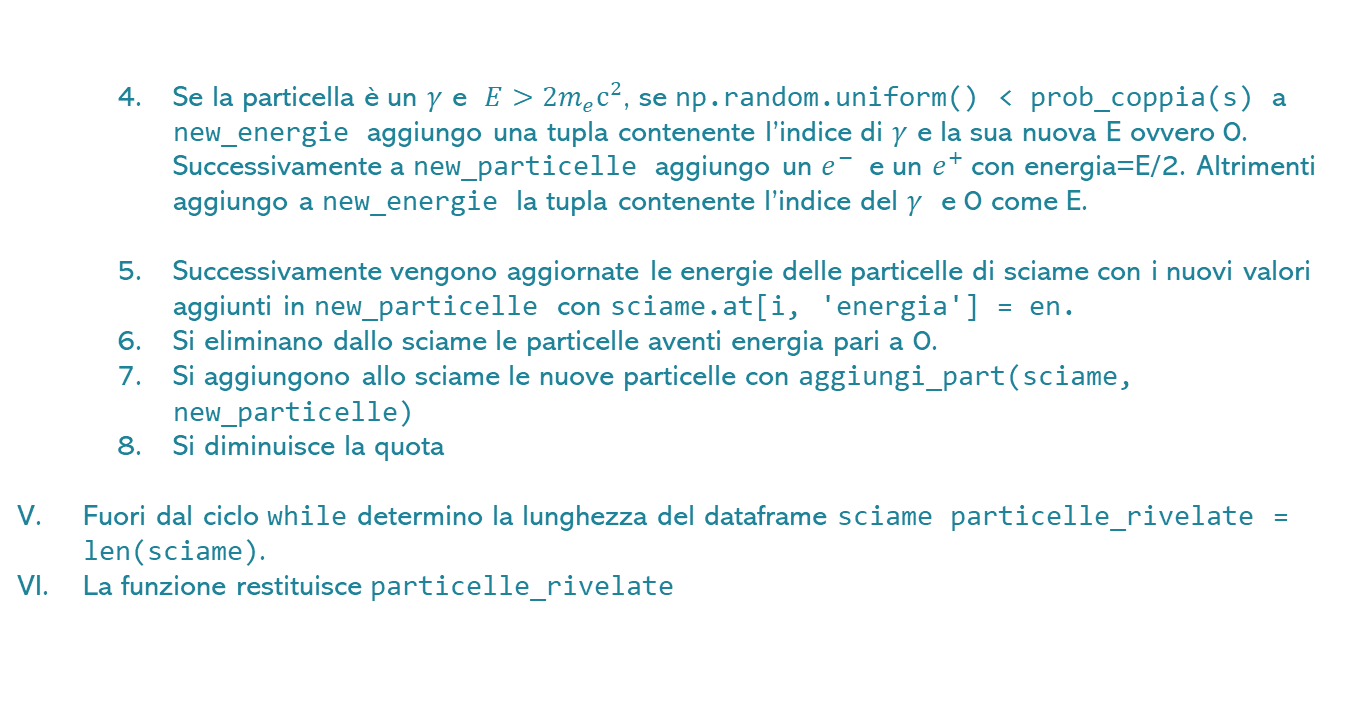 4. Se la particella è un γ e E > 2mₑc², se np.random.uniform() < prob_coppia(s) a
new_energie aggiungo una tupla contenente l’indice di γ e la sua nuova E ovvero 0.
Successivamente a new_particelle aggiungo un e⁻ e un e⁺ con energia=E/2. Altrimenti
aggiungo a new_energie la tupla contenente l’indice del γ e 0 come E.
5. Successivamente vengono aggiornate le energie delle particelle di sciame con i nuovi valori
aggiunti in new_particelle con sciame.at[i, 'energia'] = en.
6. Si eliminano dallo sciame le particelle aventi energia pari a 0.
7. Si aggiungono allo sciame le nuove particelle con aggiungi_part(sciame,
new_particelle)
8. Si diminuisce la quota
V. Fuori dal ciclo while determino la lunghezza del dataframe sciame particelle_rivelate =
len(sciame).
VI. La funzione restituisce particelle_rivelate